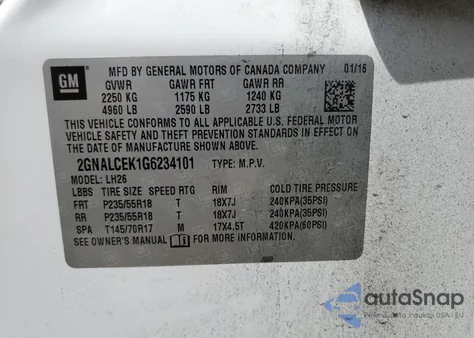 GM
MFD BY GENERAL MOTORS OF CANADA COMPANY 01/16
GVWR GAWR FRT GAWR RR
2250 KG 1175 KG 1240 KG
4960 LB 2590 LB 2733 LB
THIS VEHICLE CONFORMS TO ALL APPLICABLE U.S. FEDERAL MOTOR
VEHICLE SAFETY AND THEFT PREVENTION STANDARDS IN EFFECT ON
THE DATE OF MANUFACTURE SHOWN ABOVE.
2GNALCEK1G6234101 TYPE: M.P.V.
MODEL: LH26
LBBS TIRE SIZE SPEED RTG RIM COLD TIRE PRESSURE
FRT P235/55R18 T 18X7J 240KPA(35PSI)
RR P235/55R18 T 18X7J 240KPA(35PSI)
SPA T145/70R17 M 17X4.5T 420KPA(60PSI)
SEE OWNER'S MANUAL FOR MORE INFORMATION.
autoSnap
USA - EU